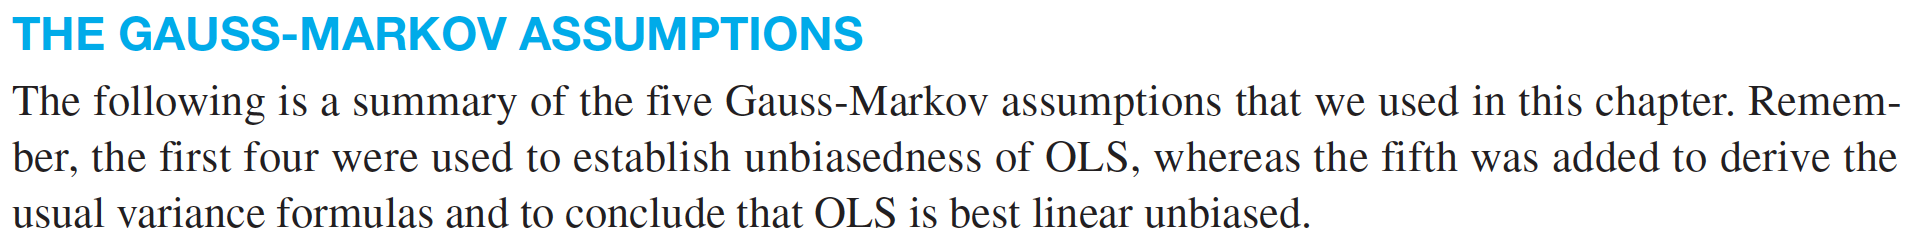 THE GAUSS-MARKOV ASSUMPTIONS
The following is a summary of the five Gauss-Markov assumptions that we used in this chapter. Remem-
ber, the first four were used to establish unbiasedness of OLS, whereas the fifth was added to derive the
usual variance formulas and to conclude that OLS is best linear unbiased.